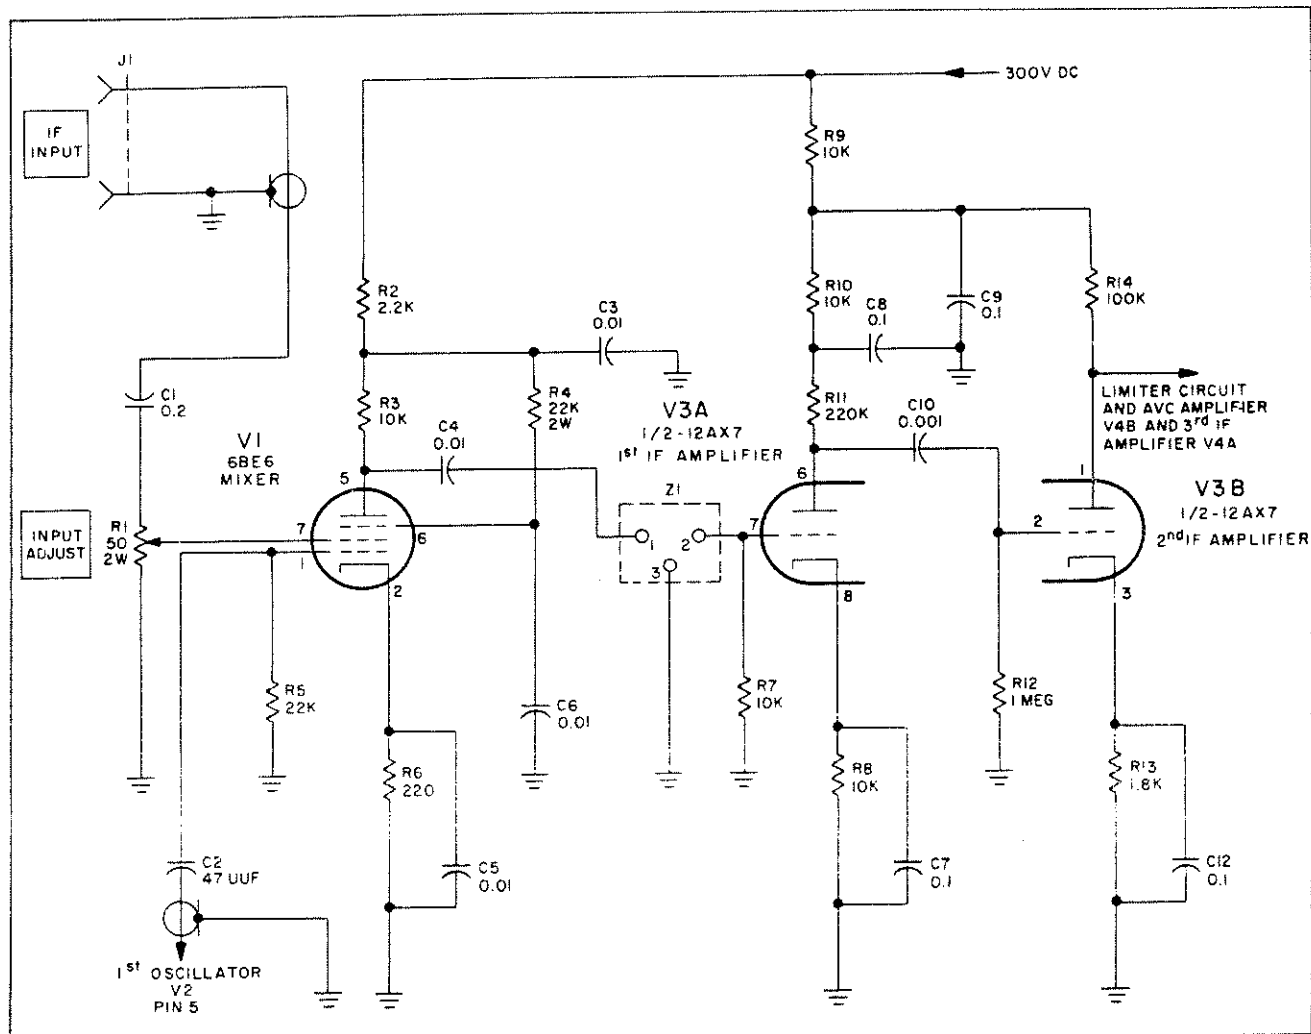 J1
IF
INPUT
300V DC
R9
10K
R2
2.2K
C3
0.01
R10
10K
C8
0.1
C9
0.1
R14
100K
C1
0.2
R3
10K
C4
0.01
R4
22K
2W
R11
220K
C10
0.001
LIMITER CIRCUIT
AND AVC AMPLIFIER
V4B AND 3rd IF
AMPLIFIER V4A
V1
6BE6
MIXER
V3A
1/2-12AX7
1st IF AMPLIFIER
V3B
1/2-12AX7
2nd IF AMPLIFIER
INPUT
ADJUST
R1
50
2W
5
7
1
6
2
Z1
1
2
3
6
7
8
1
2
3
R5
22K
R6
220
C5
0.01
C6
0.01
R7
10K
R8
10K
C7
0.1
R12
1 MEG
R13
1.8K
C12
0.1
C2
47 UUF
1st OSCILLATOR
V2
PIN 5